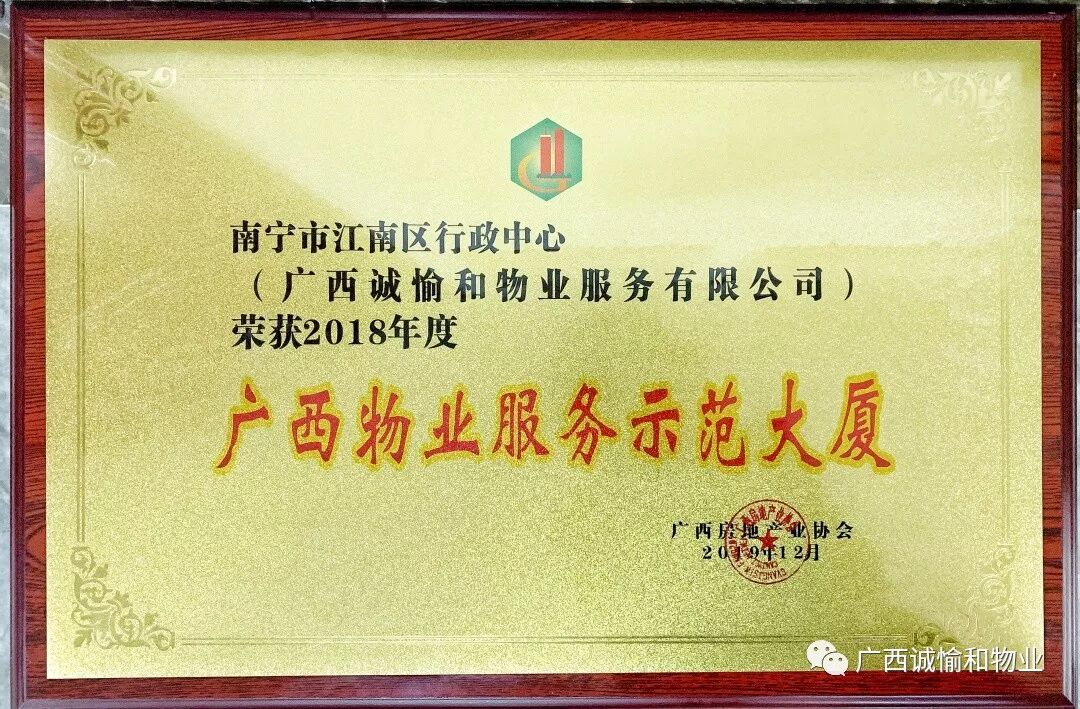 南宁市江南区行政中心
（广西诚愉和物业服务有限公司）
荣获2018年度
广西物业服务示范大厦
广西房地产业协会
2019年12月
广西诚愉和物业